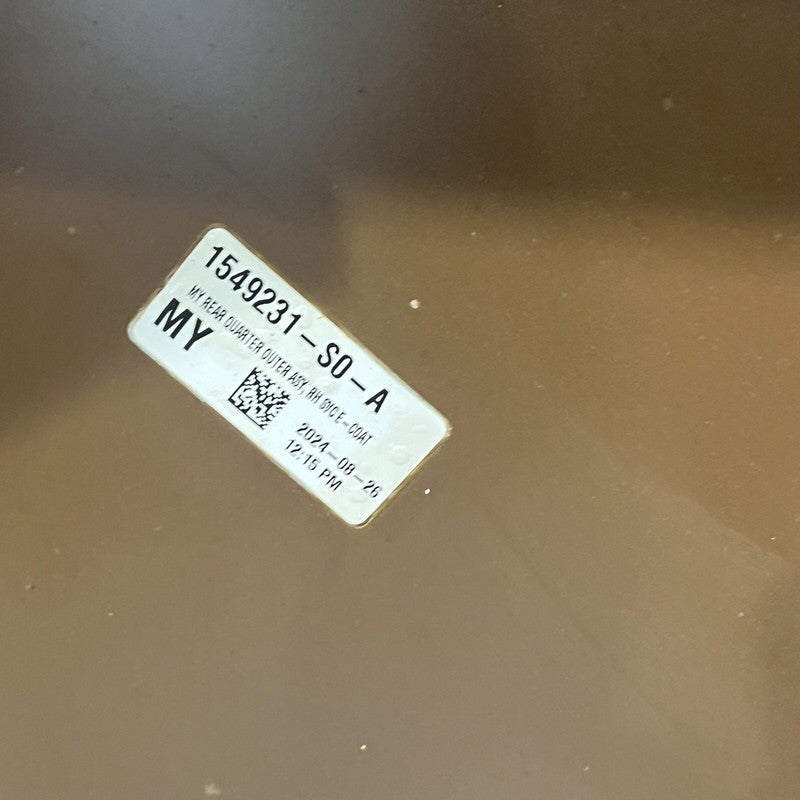 1549231-S0-A
MY REAR QUARTER OUTER ASY, RH SVC E-COAT
MY
2024-08-26
12:15 PM